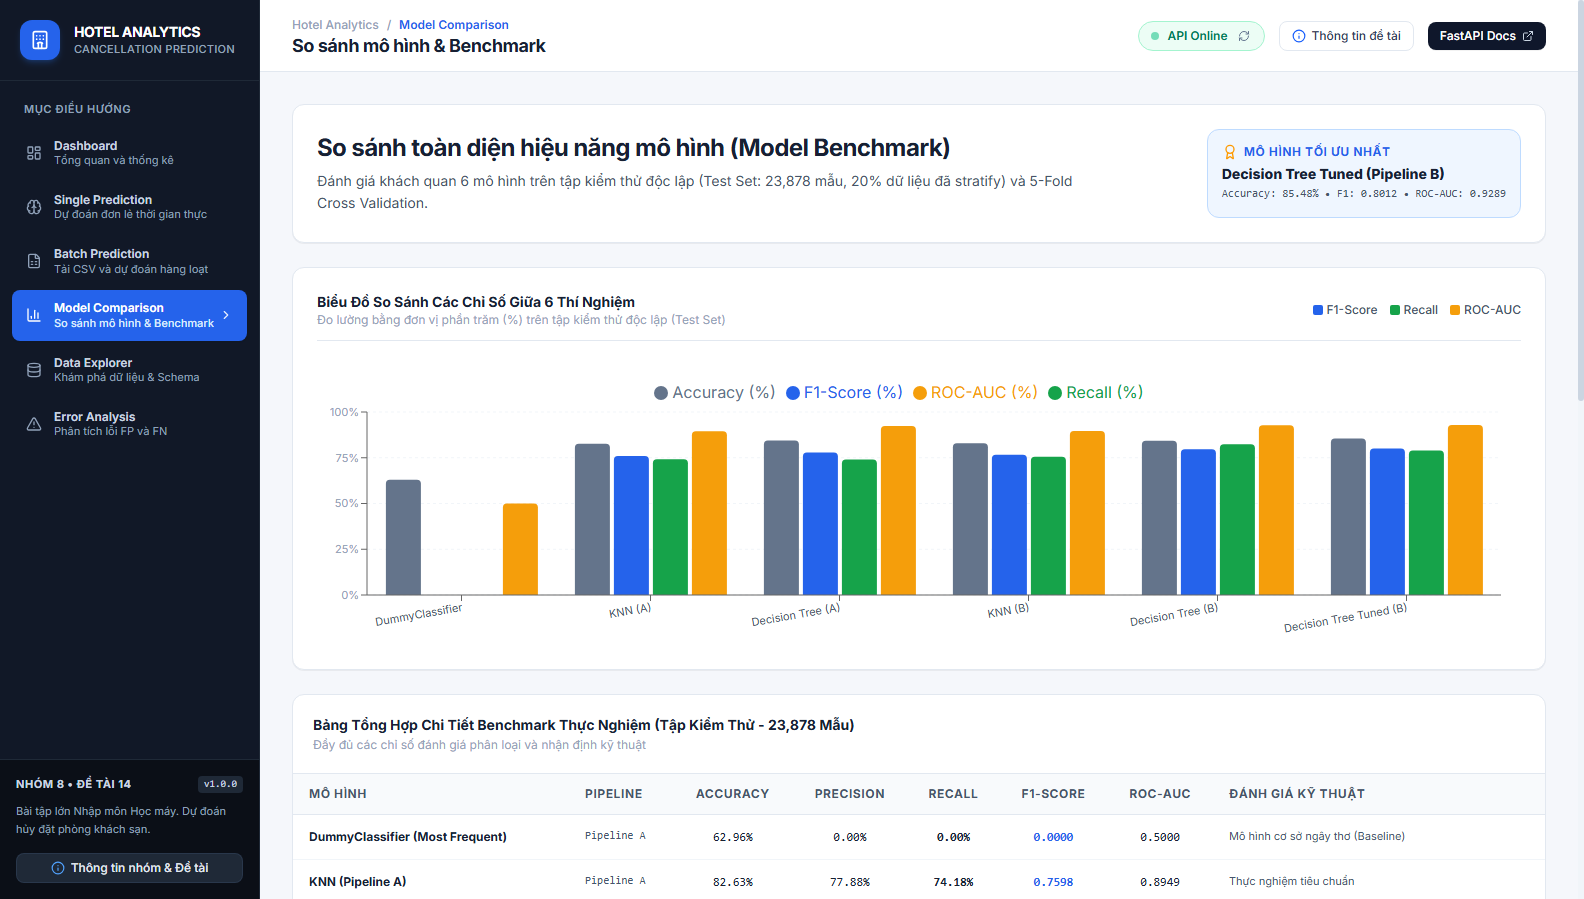 HOTEL ANALYTICS
CANCELLATION PREDICTION
MỤC ĐIỀU HƯỚNG
Dashboard
Tổng quan và thống kê
Single Prediction
Dự đoán đơn lẻ thời gian thực
Batch Prediction
Tải CSV và dự đoán hàng loạt
Model Comparison
So sánh mô hình & Benchmark
Data Explorer
Khám phá dữ liệu & Schema
Error Analysis
Phân tích lỗi FP và FN
NHÓM 8 • ĐỀ TÀI 14
v1.0.0
Bài tập lớn Nhập môn Học máy. Dự đoán
hủy đặt phòng khách sạn.
Thông tin nhóm & Đề tài
Hotel Analytics / Model Comparison
So sánh mô hình & Benchmark
API Online
Thông tin đề tài
FastAPI Docs
So sánh toàn diện hiệu năng mô hình (Model Benchmark)
Đánh giá khách quan 6 mô hình trên tập kiểm thử độc lập (Test Set: 23,878 mẫu, 20% dữ liệu đã stratify) và 5-Fold
Cross Validation.
MÔ HÌNH TỐI ƯU NHẤT
Decision Tree Tuned (Pipeline B)
Accuracy: 85.48% • F1: 0.8012 • ROC-AUC: 0.9289
Biểu Đồ So Sánh Các Chỉ Số Giữa 6 Thí Nghiệm
Đo lường bằng đơn vị phần trăm (%) trên tập kiểm thử độc lập (Test Set)
F1-Score Recall ROC-AUC
Accuracy (%) F1-Score (%) ROC-AUC (%) Recall (%)
100%
75%
50%
25%
0%
DummyClassifier KNN (A) Decision Tree (A) KNN (B) Decision Tree (B) Decision Tree Tuned (B)
Bảng Tổng Hợp Chi Tiết Benchmark Thực Nghiệm (Tập Kiểm Thử - 23,878 Mẫu)
Đầy đủ các chỉ số đánh giá phân loại và nhận định kỹ thuật
MÔ HÌNH PIPELINE ACCURACY PRECISION RECALL F1-SCORE ROC-AUC ĐÁNH GIÁ KỸ THUẬT
DummyClassifier (Most Frequent) Pipeline A 62.96% 0.00% 0.00% 0.0000 0.5000 Mô hình cơ sở ngây thơ (Baseline)
KNN (Pipeline A) Pipeline A 82.63% 77.88% 74.18% 0.7598 0.8949 Thực nghiệm tiêu chuẩn